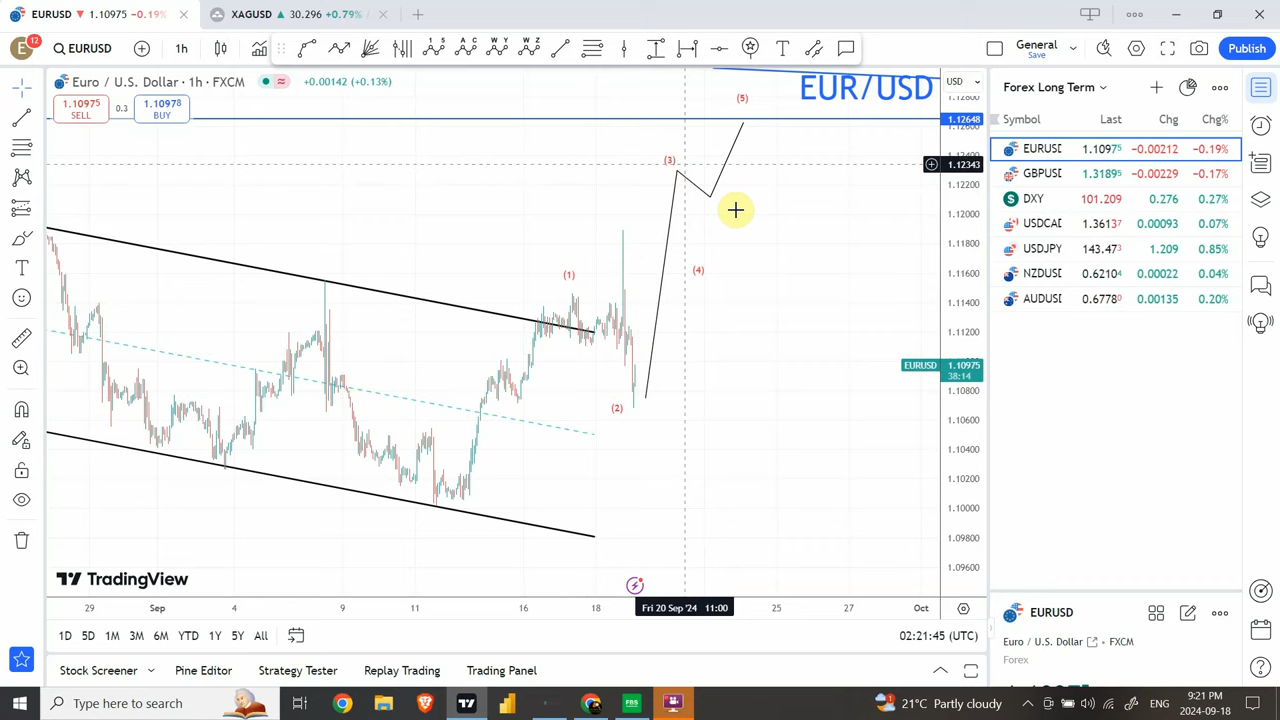 EURUSD ▼ 1.10975 −0.19%
XAGUSD ▲ 30.296 +0.79%
E 12
EURUSD
1h
General
Save
Publish
Euro / U.S. Dollar · 1h · FXCM
+0.00142 (+0.13%)
1.10975 SELL
0.3
1.10978 BUY
EUR/USD
USD
1.12800
1.12648
1.12600
1.12400
1.12343
1.12200
1.12000
1.11800
1.11600
1.11400
1.11200
EURUSD 1.10975
38:14
1.10800
1.10600
1.10400
1.10200
1.10000
1.09800
1.09600
(1)
(2)
(3)
(4)
(5)
TradingView
29 Sep 4 9 11 16 18 Fri 20 Sep '24 11:00 25 27 Oct
1D 5D 1M 3M 6M YTD 1Y 5Y All
02:21:45 (UTC)
Stock Screener Pine Editor Strategy Tester Replay Trading Trading Panel
Forex Long Term
Symbol Last Chg Chg%
EURUSD 1.10975 −0.00212 −0.19%
GBPUSD 1.31895 −0.00229 −0.17%
DXY 101.209 0.276 0.27%
USDCAD 1.36137 0.00093 0.07%
USDJPY 143.473 1.209 0.85%
NZDUSD 0.62104 0.00022 0.04%
AUDUSD 0.67780 0.00135 0.20%
EURUSD
Euro / U.S. Dollar • FXCM
Forex
Type here to search
FBS
21°C Partly cloudy
ENG
9:21 PM
2024-09-18